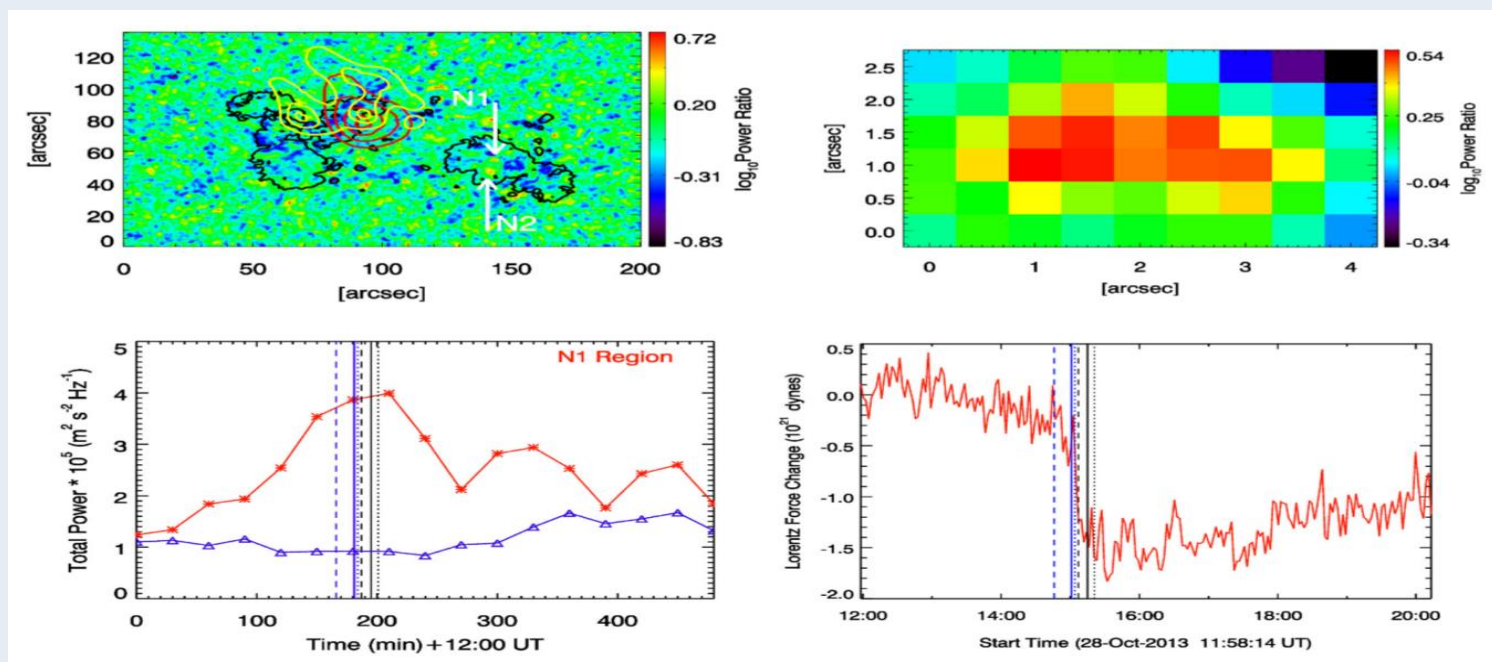 120
100
80
60
40
20
0
[arcsec]
N1
N2
0 50 100 150 200
[arcsec]
0.72
0.20
-0.31
-0.83
log₁₀Power Ratio
2.5
2.0
1.5
1.0
0.5
0.0
[arcsec]
0 1 2 3 4
[arcsec]
0.54
0.25
-0.04
-0.34
log₁₀Power Ratio
5
4
3
2
1
0
Total Power * 10⁵ (m² s⁻² Hz⁻¹)
N1 Region
0 100 200 300 400
Time (min) + 12:00 UT
0.5
0.0
-0.5
-1.0
-1.5
-2.0
Lorentz Force Change (10²¹ dynes)
12:00 14:00 16:00 18:00 20:00
Start Time (28-Oct-2013 11:58:14 UT)